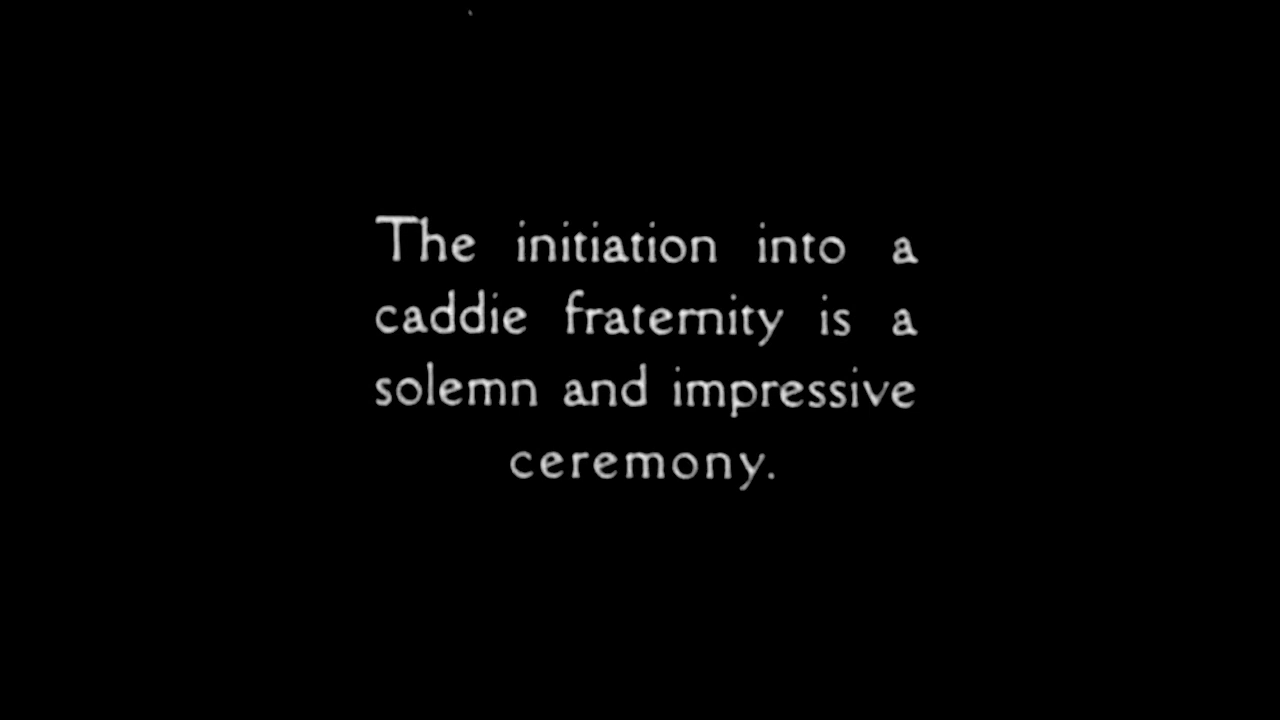 The initiation into a
caddie fraternity is a
solemn and impressive
ceremony.